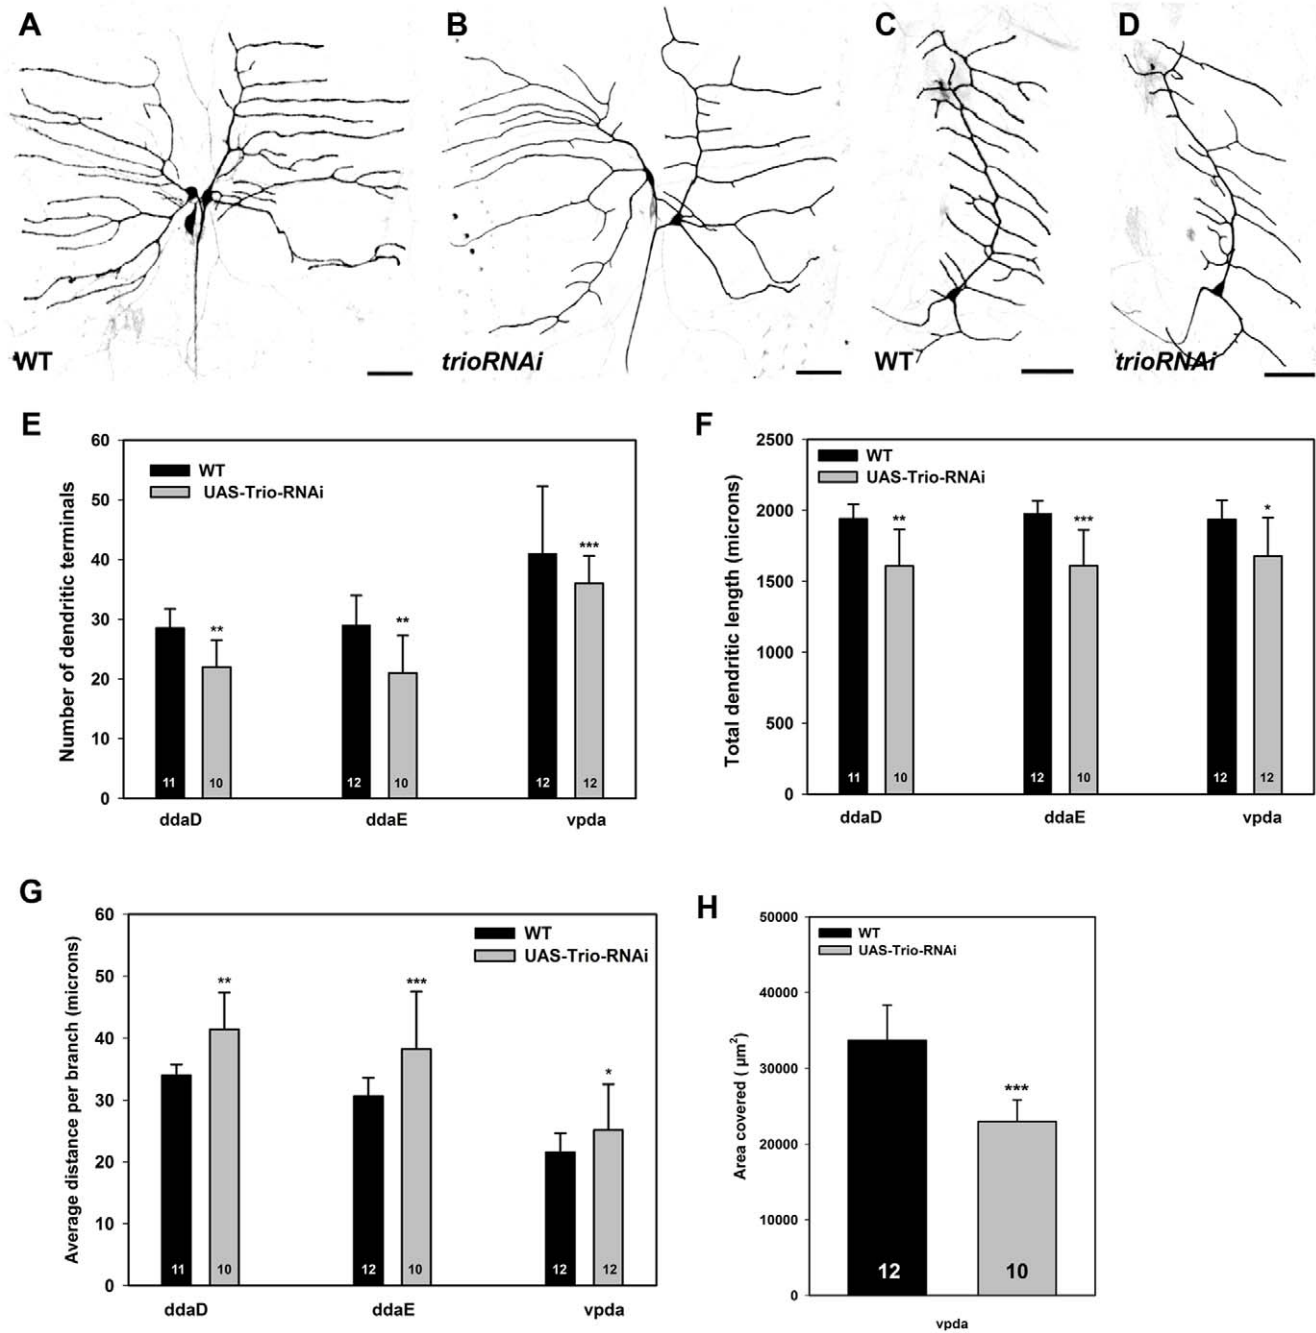 A
B
C
D
WT
trioRNAi
WT
trioRNAi
E
Number of dendritic terminals
60
50
40
30
20
10
0
WT
UAS-Trio-RNAi
**
**
***
11
10
12
10
12
12
ddaD
ddaE
vpda
F
Total dendritic length (microns)
2500
2000
1500
1000
500
0
WT
UAS-Trio-RNAi
**
***
*
11
10
12
10
12
12
ddaD
ddaE
vpda
G
Average distance per branch (microns)
60
50
40
30
20
10
0
WT
UAS-Trio-RNAi
**
***
*
11
10
12
10
12
12
ddaD
ddaE
vpda
H
Area covered ( µm²)
50000
40000
30000
20000
10000
0
WT
UAS-Trio-RNAi
***
12
10
vpda